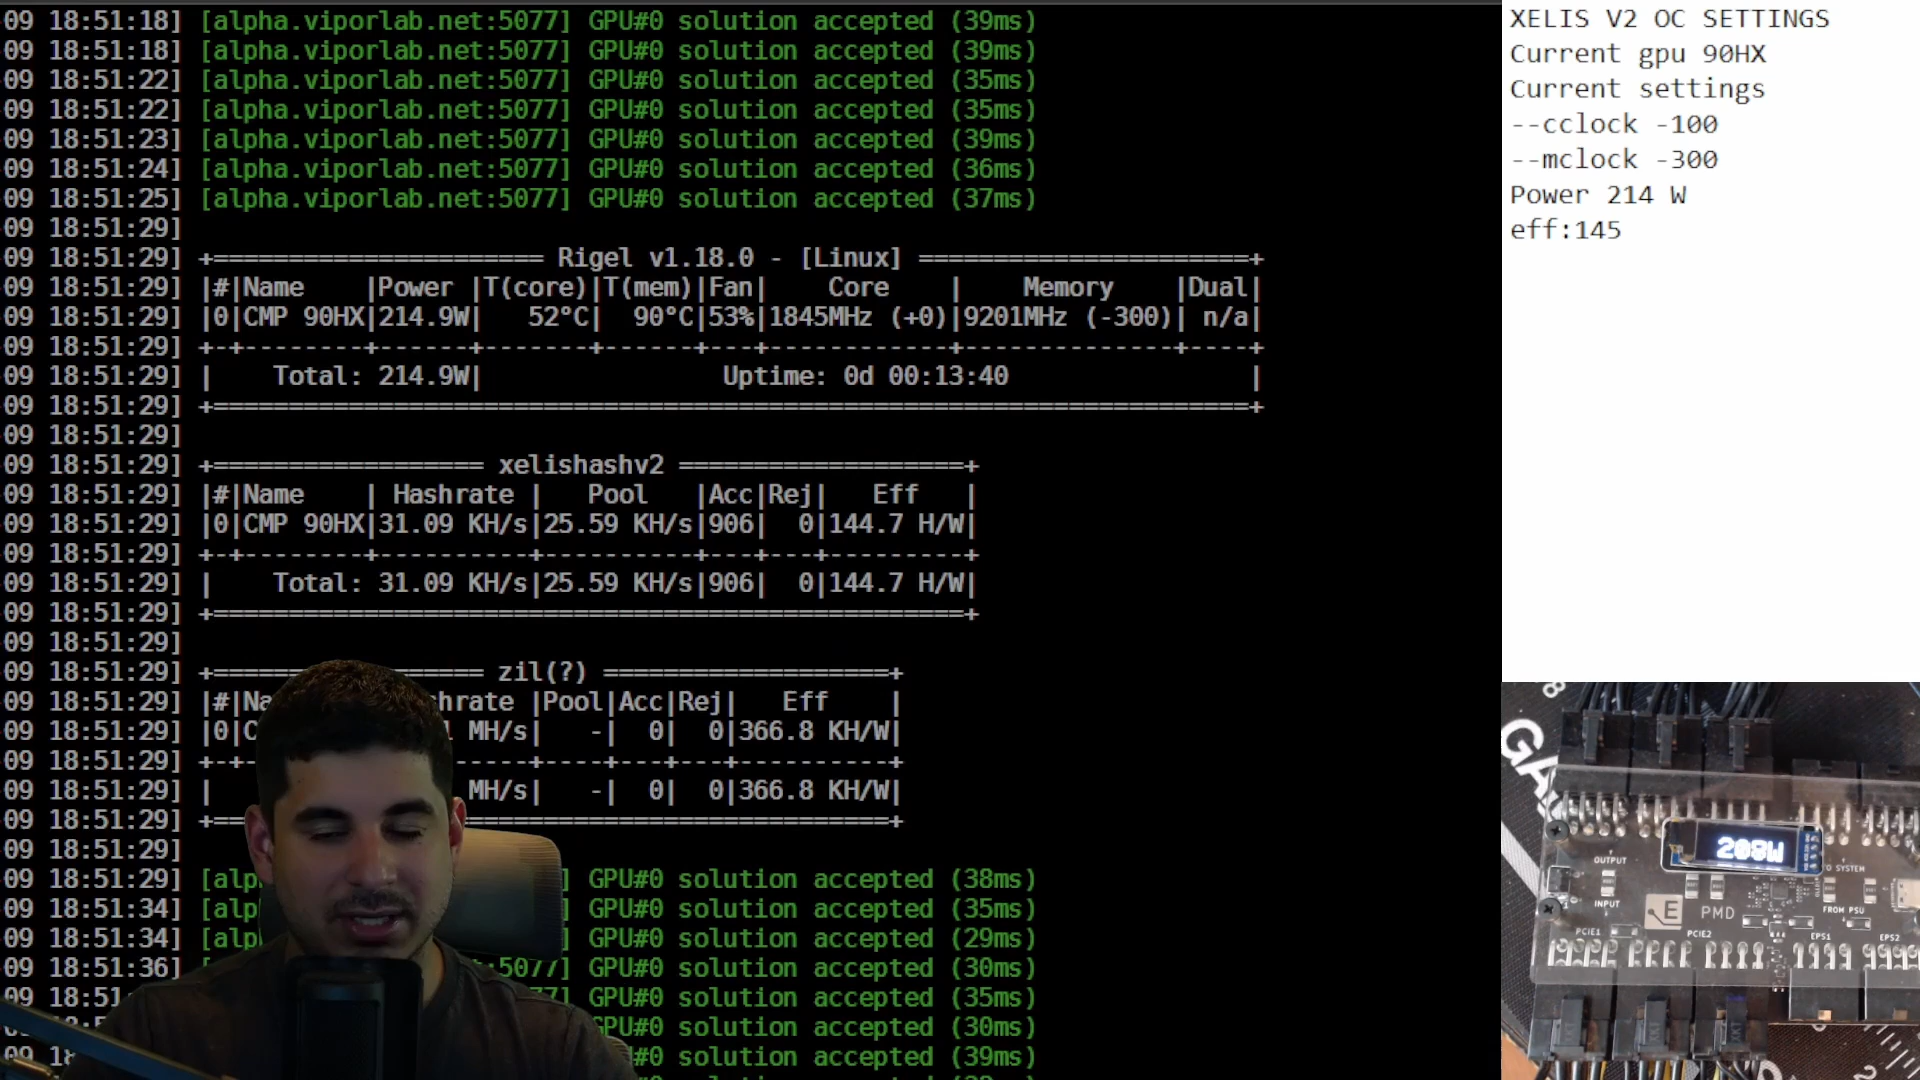 09 18:51:18] [alpha.viporlab.net:5077] GPU#0 solution accepted (39ms)
09 18:51:18] [alpha.viporlab.net:5077] GPU#0 solution accepted (39ms)
09 18:51:22] [alpha.viporlab.net:5077] GPU#0 solution accepted (35ms)
09 18:51:22] [alpha.viporlab.net:5077] GPU#0 solution accepted (35ms)
09 18:51:23] [alpha.viporlab.net:5077] GPU#0 solution accepted (39ms)
09 18:51:24] [alpha.viporlab.net:5077] GPU#0 solution accepted (36ms)
09 18:51:25] [alpha.viporlab.net:5077] GPU#0 solution accepted (37ms)
09 18:51:29]
09 18:51:29] +====================== Rigel v1.18.0 - [Linux] ======================+
09 18:51:29] |#|Name    |Power |T(core)|T(mem)|Fan|    Core    |    Memory    |Dual|
09 18:51:29] |0|CMP 90HX|214.9W|   52°C|  90°C|53%|1845MHz (+0)|9201MHz (-300)| n/a|
09 18:51:29] +-+--------+------+-------+------+---+------------+--------------+----+
09 18:51:29] |    Total: 214.9W|                Uptime: 0d 00:13:40                |
09 18:51:29] +=====================================================================+
09 18:51:29]
09 18:51:29] +================== xelishashv2 ===================+
09 18:51:29] |#|Name    | Hashrate |   Pool   |Acc|Rej|   Eff   |
09 18:51:29] |0|CMP 90HX|31.09 KH/s|25.59 KH/s|906|  0|144.7 H/W|
09 18:51:29] +-+--------+----------+----------+---+---+---------+
09 18:51:29] |    Total: 31.09 KH/s|25.59 KH/s|906|  0|144.7 H/W|
09 18:51:29] +==================================================+
09 18:51:29]
09 18:51:29] +================== zil(?) ===================+
09 18:51:29] |#|Na hrate |Pool|Acc|Rej|   Eff    |
09 18:51:29] |0|C MH/s|   -|  0|  0|366.8 KH/W|
09 18:51:29] +-+- -----+----+---+---+----------+
09 18:51:29] | MH/s|   -|  0|  0|366.8 KH/W|
09 18:51:29] +== ============================+
09 18:51:29]
09 18:51:29] [alp ] GPU#0 solution accepted (38ms)
09 18:51:34] [alp ] GPU#0 solution accepted (35ms)
09 18:51:34] [alp ] GPU#0 solution accepted (29ms)
09 18:51:36] 5077] GPU#0 solution accepted (30ms)
09 18:51 ] GPU#0 solution accepted (35ms)
GPU#0 solution accepted (30ms)
09 18 #0 solution accepted (39ms)
XELIS V2 OC SETTINGS
Current gpu 90HX
Current settings
--cclock -100
--mclock -300
Power 214 W
eff:145
208W
OUTPUT
INPUT
TO SYSTEM
FROM PSU
E PMD
PCIE1
PCIE2
EPS1
EPS2